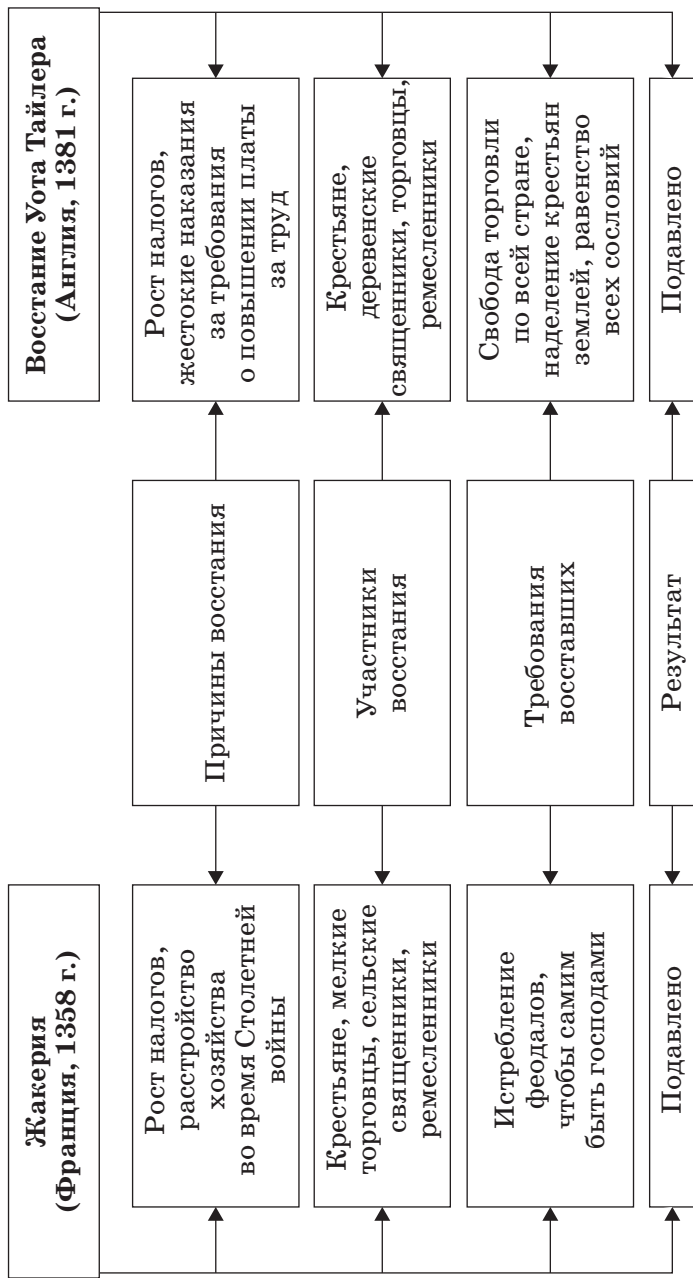 Жакерия
(Франция, 1358 г.)
Восстание Уота Тайлера
(Англия, 1381 г.)
Рост налогов,
расстройство
хозяйства
во время Столетней
войны
Причины восстания
Рост налогов,
жестокие наказания
за требования
о повышении платы
за труд
Крестьяне, мелкие
торговцы, сельские
священники,
ремесленники
Участники
восстания
Крестьяне,
деревенские
священники, торговцы,
ремесленники
Истребление
феодалов,
чтобы самим
быть господами
Требования
восставших
Свобода торговли
по всей стране,
наделение крестьян
землей, равенство
всех сословий
Подавлено
Результат
Подавлено